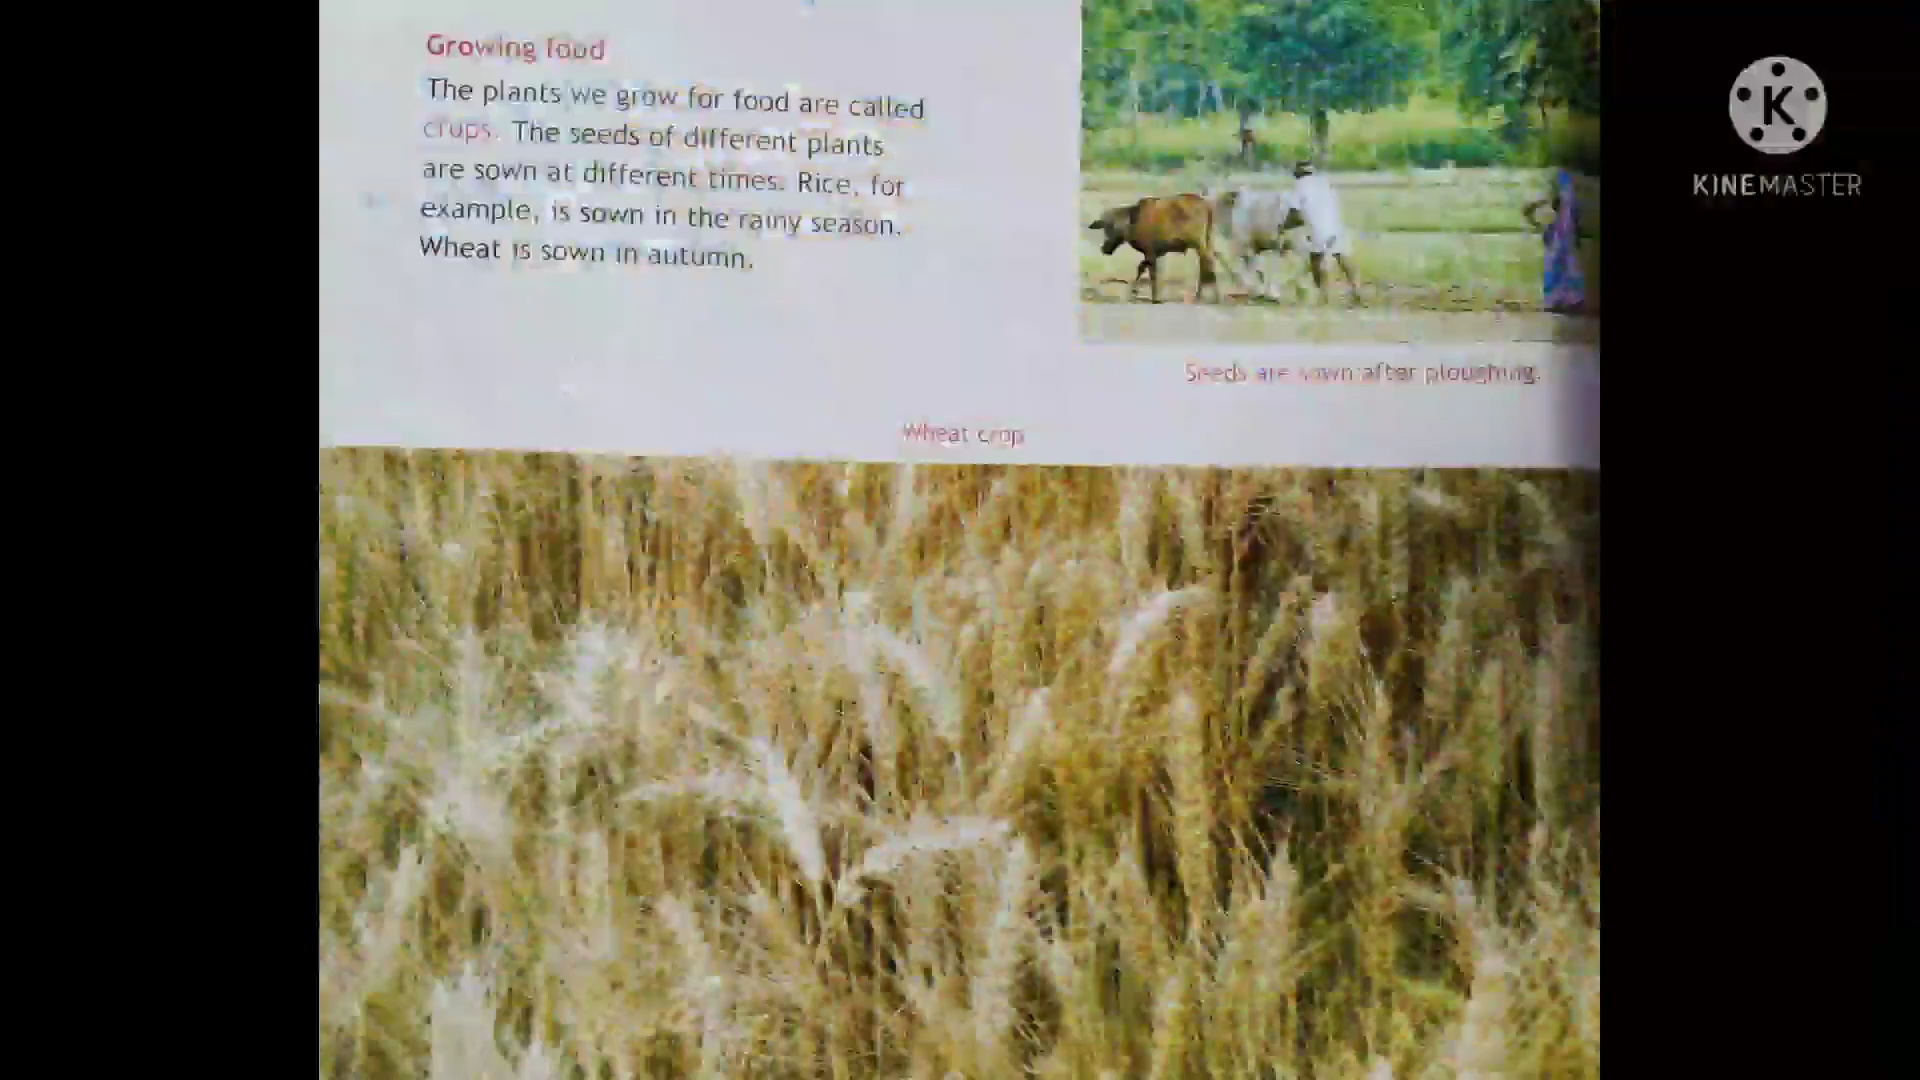 Growing food
The plants we grow for food are called
crops. The seeds of different plants
are sown at different times. Rice, for
example, is sown in the rainy season.
Wheat is sown in autumn.
Seeds are sown after ploughing.
Wheat crop
K
KINEMASTER